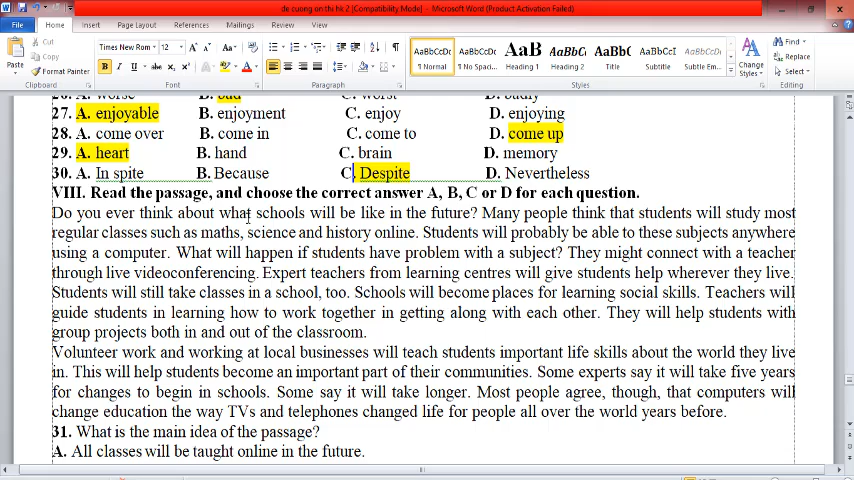 de cuong on thi hk 2 [Compatibility Mode] - Microsoft Word (Product Activation Failed)
File Home Insert Page Layout References Mailings Review View
Cut
Copy
Format Painter
Paste
Clipboard
Times New Rom 12
Font
Paragraph
AaBbCcDc AaBbCcDc AaB AaBbCc AaBbC AaBbCcI AaBbCcDc
¶ Normal ¶ No Spaci... Heading 1 Heading 2 Title Subtitle Subtle Em...
Styles
Change Styles
Find
Replace
Select
Editing
26. A. worse B. bad C. worst D. badly
27. A. enjoyable B. enjoyment C. enjoy D. enjoying
28. A. come over B. come in C. come to D. come up
29. A. heart B. hand C. brain D. memory
30. A. In spite B. Because C. Despite D. Nevertheless
VIII. Read the passage, and choose the correct answer A, B, C or D for each question.
Do you ever think about what schools will be like in the future? Many people think that students will study most
regular classes such as maths, science and history online. Students will probably be able to these subjects anywhere
using a computer. What will happen if students have problem with a subject? They might connect with a teacher
through live videoconferencing. Expert teachers from learning centres will give students help wherever they live.
Students will still take classes in a school, too. Schools will become places for learning social skills. Teachers will
guide students in learning how to work together in getting along with each other. They will help students with
group projects both in and out of the classroom.
Volunteer work and working at local businesses will teach students important life skills about the world they live
in. This will help students become an important part of their communities. Some experts say it will take five years
for changes to begin in schools. Some say it will take longer. Most people agree, though, that computers will
change education the way TVs and telephones changed life for people all over the world years before.
31. What is the main idea of the passage?
A. All classes will be taught online in the future.